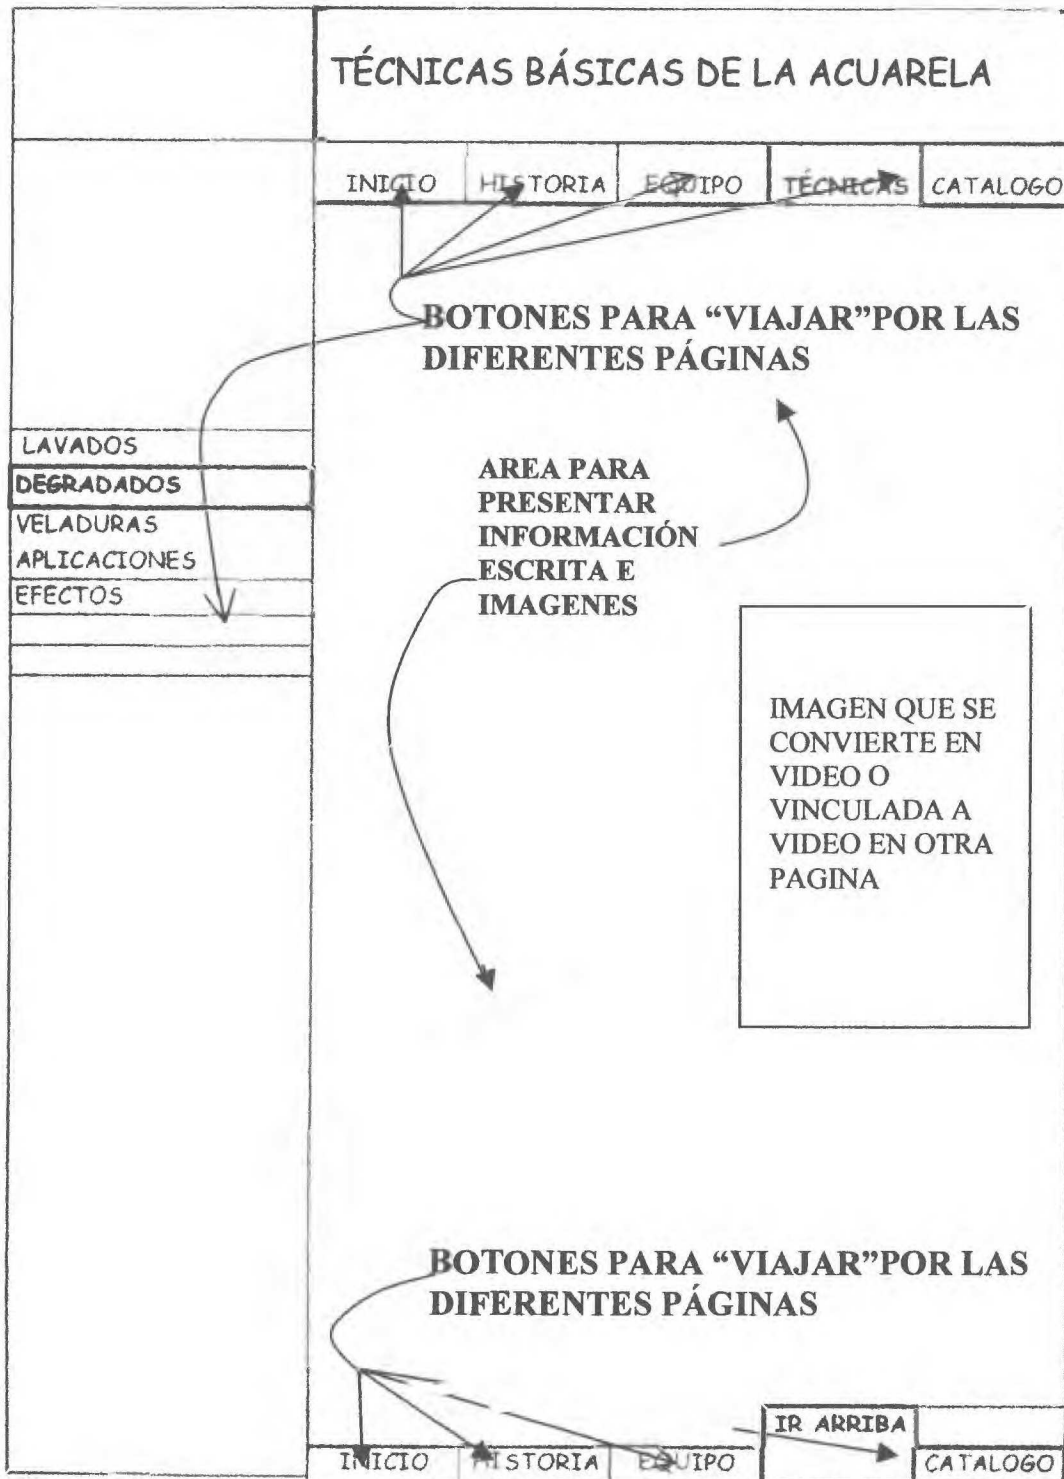 TÉCNICAS BÁSICAS DE LA ACUARELA
INICIO HISTORIA EQUIPO TÉCNICAS CATALOGO
BOTONES PARA “VIAJAR”POR LAS
DIFERENTES PÁGINAS
LAVADOS
DEGRADADOS
VELADURAS
APLICACIONES
EFECTOS
AREA PARA
PRESENTAR
INFORMACIÓN
ESCRITA E
IMAGENES
IMAGEN QUE SE
CONVIERTE EN
VIDEO O
VINCULADA A
VIDEO EN OTRA
PAGINA
BOTONES PARA “VIAJAR”POR LAS
DIFERENTES PÁGINAS
IR ARRIBA
INICIO HISTORIA EQUIPO CATALOGO